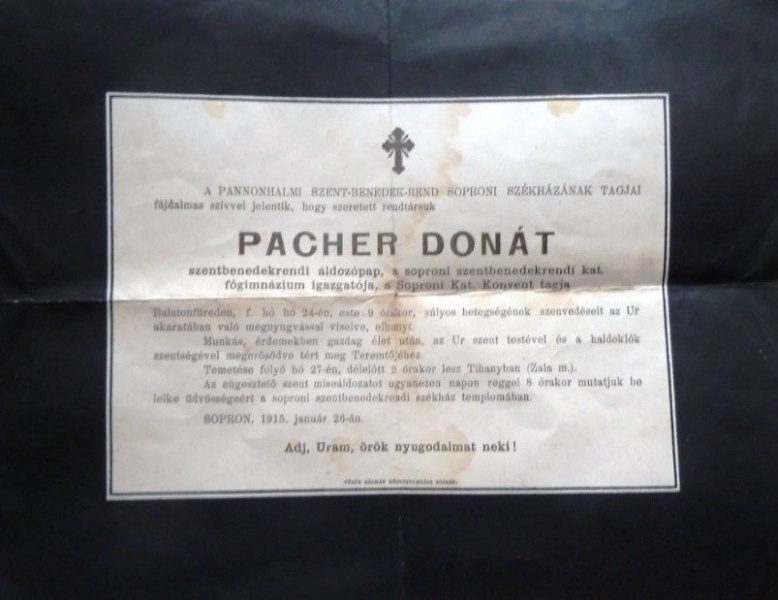 A PANNONHALMI SZENT-BENEDEK-REND SOPRONI SZÉKHÁZÁNAK TAGJAI
fájdalmas szívvel jelentik, hogy szeretett rendtársuk
PACHER DONÁT
szentbenedekrendi áldozópap, a soproni szentbenedekrendi kat.
főgimnázium igazgatója, a Soproni Kat. Konvent tagja
Balatonfüreden, f. hó hó 24-én, este 9 órakor, súlyos betegségének szenvedéseit az Ur
akaratában való megnyugvással viselve, elhunyt.
Munkás, érdemekben gazdag élet után, az Ur szent testével és a haldoklók
szentségével megerősödve tért meg Teremtőjéhez.
Temetése folyó hó 27-én, délelőtt 9 órakor lesz Tihanyban (Zala m.).
Az engesztelő szent miseáldozatot ugyanezen napon reggel 8 órakor mutatjuk be
lelke üdvösségeért a soproni szentbenedekrendi székház templomában.
SOPRON, 1915. január 26-án.
Adj, Uram, örök nyugodalmat neki!